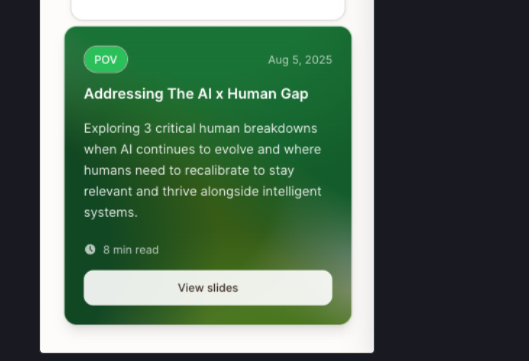 POV
Aug 5, 2025
Addressing The AI x Human Gap
Exploring 3 critical human breakdowns
when AI continues to evolve and where
humans need to recalibrate to stay
relevant and thrive alongside intelligent
systems.
8 min read
View slides